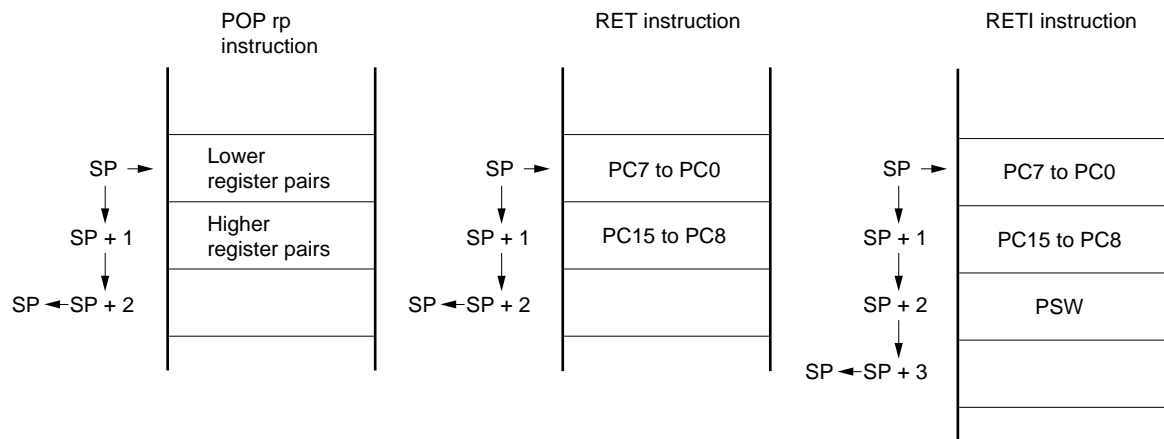 POP rp
instruction
SP
Lower
register pairs
SP + 1
Higher
register pairs
SP
SP + 2
RET instruction
SP
PC7 to PC0
SP + 1
PC15 to PC8
SP
SP + 2
RETI instruction
SP
PC7 to PC0
SP + 1
PC15 to PC8
SP + 2
PSW
SP
SP + 3